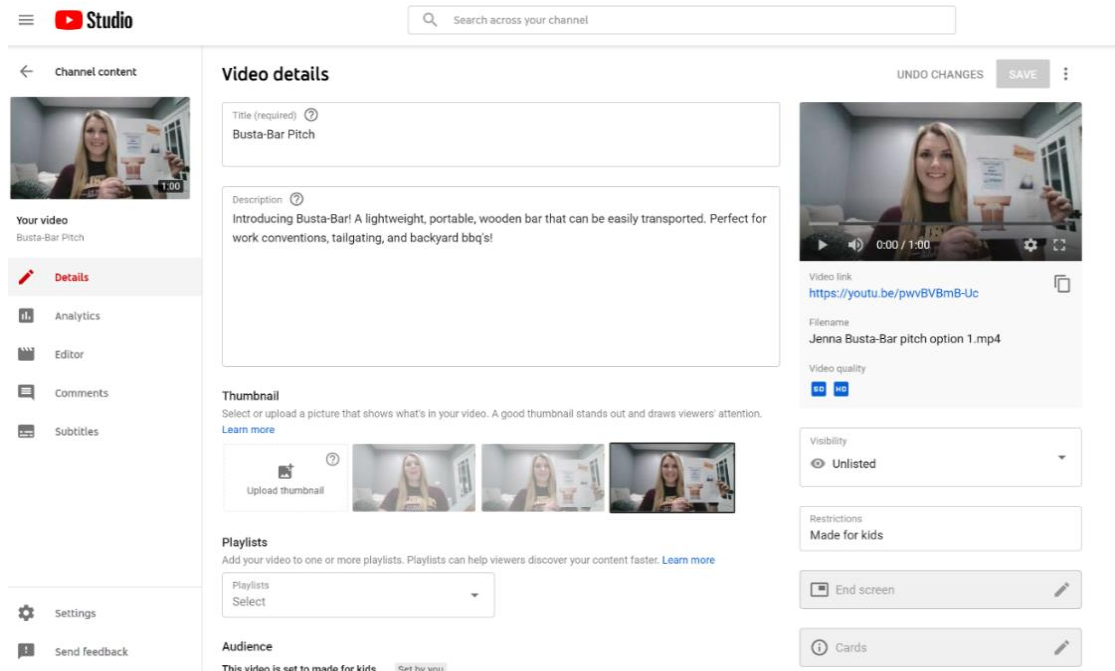 Studio
Search across your channel
Channel content
Video details
UNDO CHANGES
SAVE
1:00
Your video
Busta-Bar Pitch
Details
Analytics
Editor
Comments
Subtitles
Settings
Send feedback
Title (required)
Busta-Bar Pitch
Description
Introducing Busta-Bar! A lightweight, portable, wooden bar that can be easily transported. Perfect for
work conventions, tailgating, and backyard bbq's!
Thumbnail
Select or upload a picture that shows what's in your video. A good thumbnail stands out and draws viewers' attention.
Learn more
Upload thumbnail
Playlists
Add your video to one or more playlists. Playlists can help viewers discover your content faster. Learn more
Playlists
Select
Audience
This video is set to made for kids Set by you
0:00 / 1:00
Video link
https://youtu.be/pwvBVBmB-Uc
Filename
Jenna Busta-Bar pitch option 1.mp4
Video quality
SD HD
Visibility
Unlisted
Restrictions
Made for kids
End screen
Cards